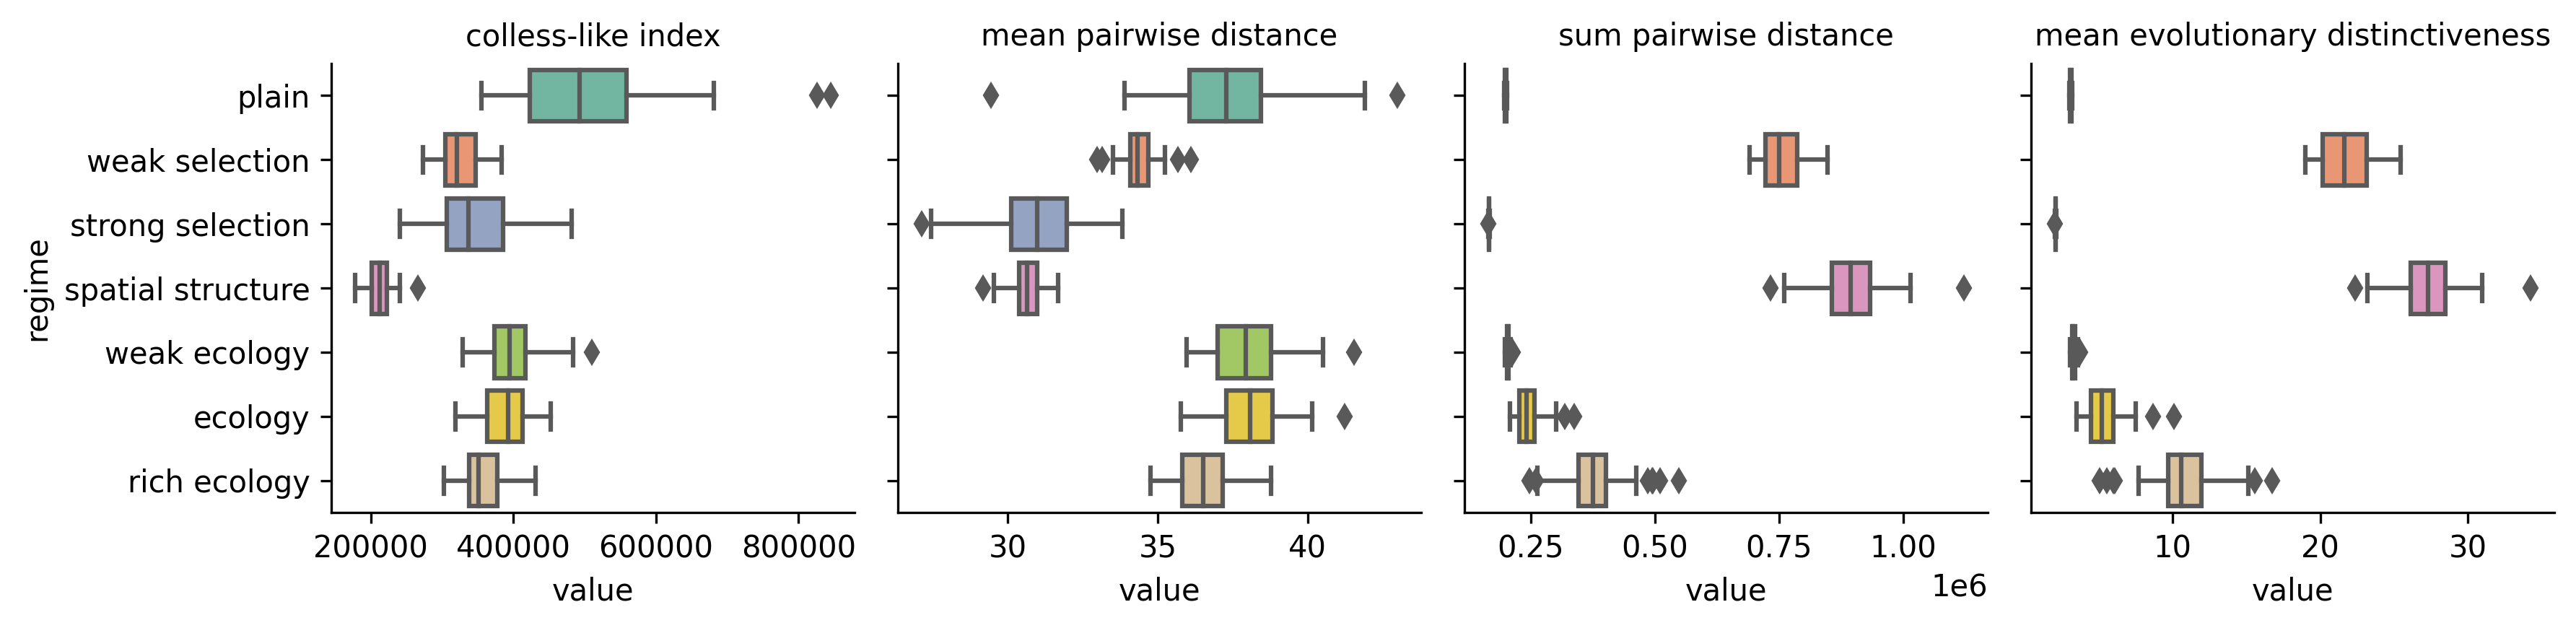 colless-like index
mean pairwise distance
sum pairwise distance
mean evolutionary distinctiveness
regime
plain
weak selection
strong selection
spatial structure
weak ecology
ecology
rich ecology
200000 400000 600000 800000
30 35 40
0.25 0.50 0.75 1.00
10 20 30
1e6
value
value
value
value